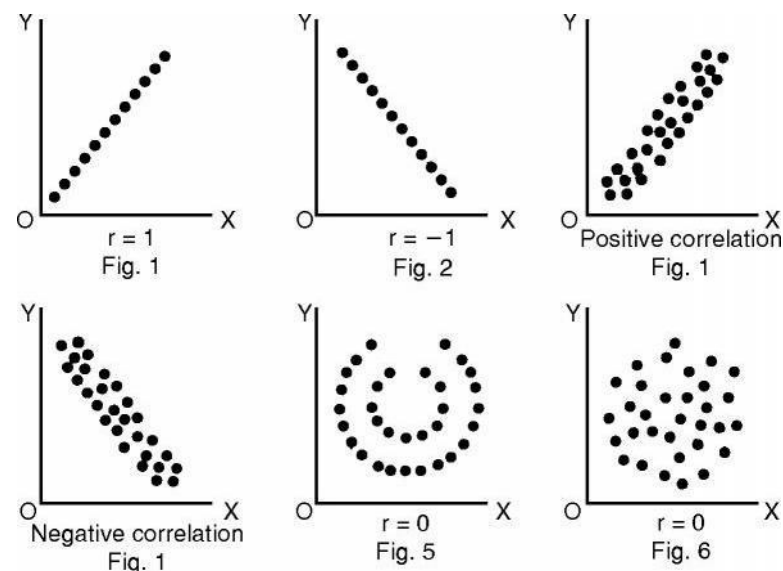 Y
O X
r = 1
Fig. 1
Y
O X
r = −1
Fig. 2
Y
O X
Positive correlation
Fig. 1
Y
O X
Negative correlation
Fig. 1
Y
O X
r = 0
Fig. 5
Y
O X
r = 0
Fig. 6